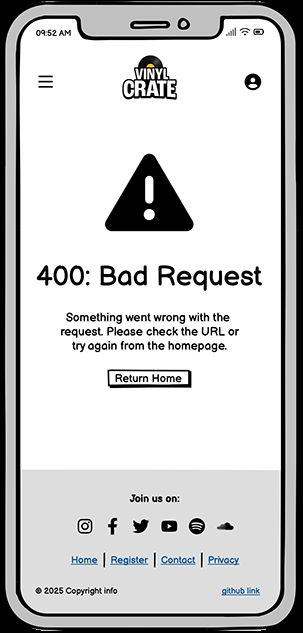 09:52 AM
VINYL
CRATE
400: Bad Request
Something went wrong with the
request. Please check the URL or
try again from the homepage.
Return Home
Join us on:
Home | Register | Contact | Privacy
© 2025 Copyright info github link